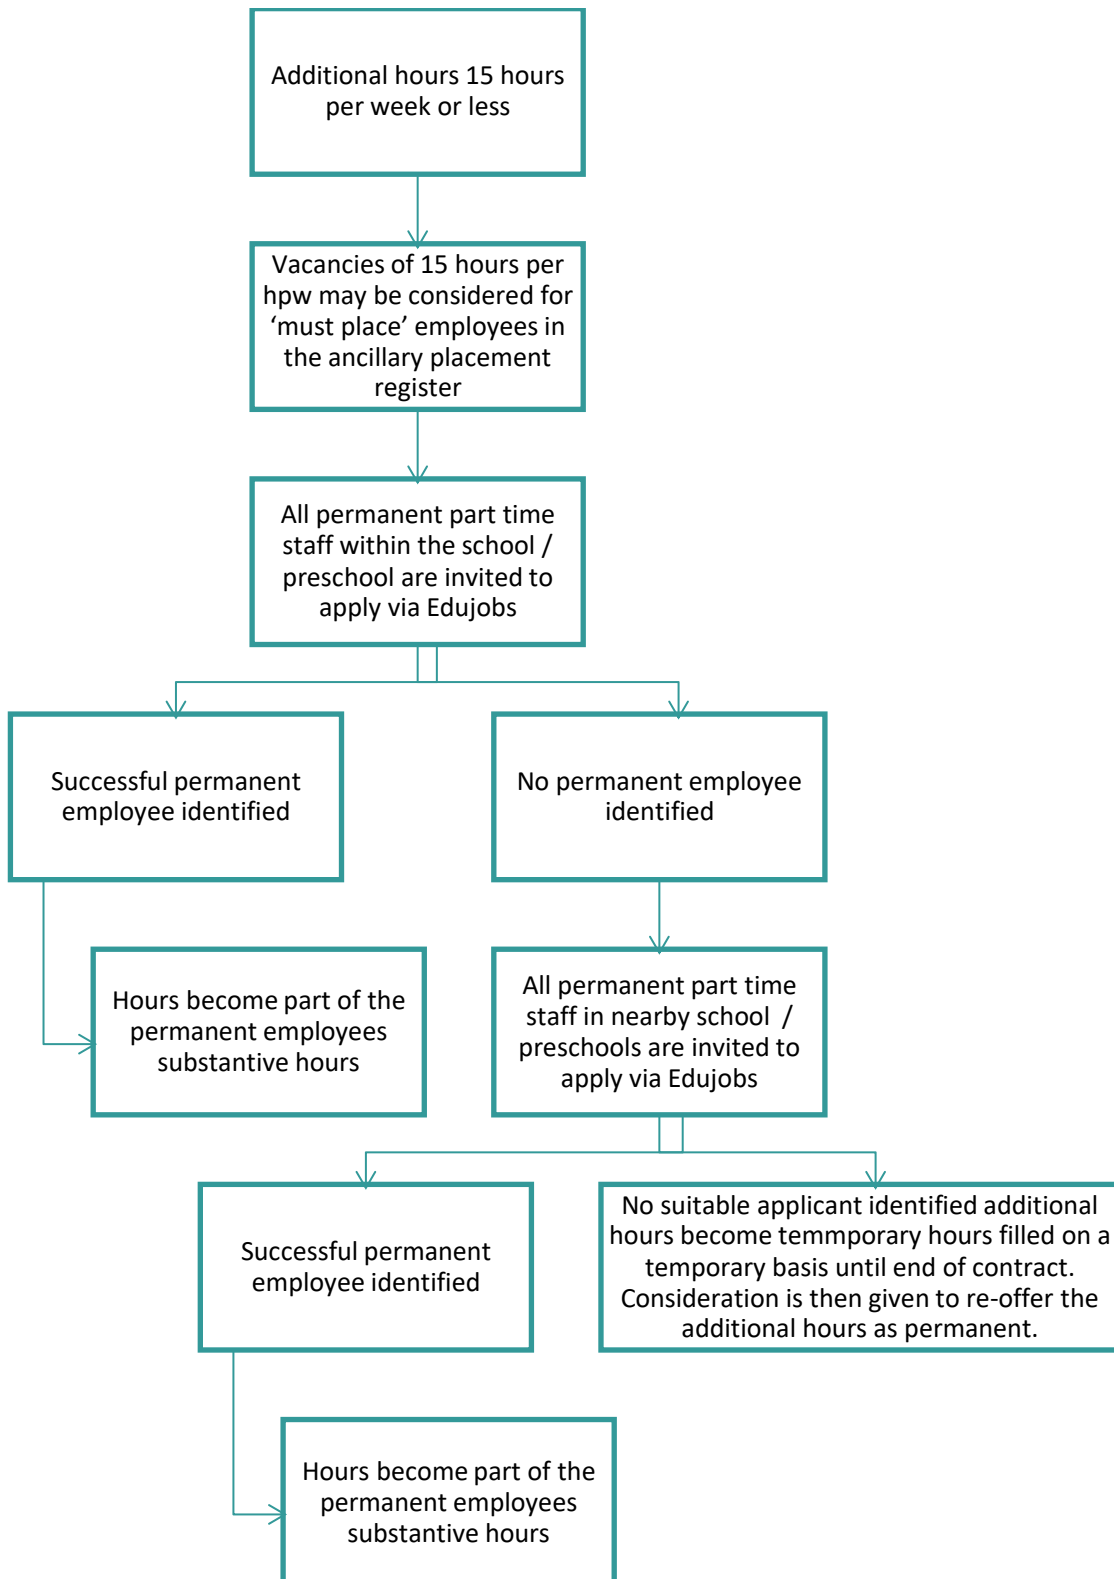 Additional hours 15 hours
per week or less
Vacancies of 15 hours per
hpw may be considered for
‘must place’ employees in
the ancillary placement
register
All permanent part time
staff within the school /
preschool are invited to
apply via Edujobs
Successful permanent
employee identified
No permanent employee
identified
Hours become part of the
permanent employees
substantive hours
All permanent part time
staff in nearby school /
preschools are invited to
apply via Edujobs
Successful permanent
employee identified
No suitable applicant identified additional
hours become temmporary hours filled on a
temporary basis until end of contract.
Consideration is then given to re-offer the
additional hours as permanent.
Hours become part of the
permanent employees
substantive hours